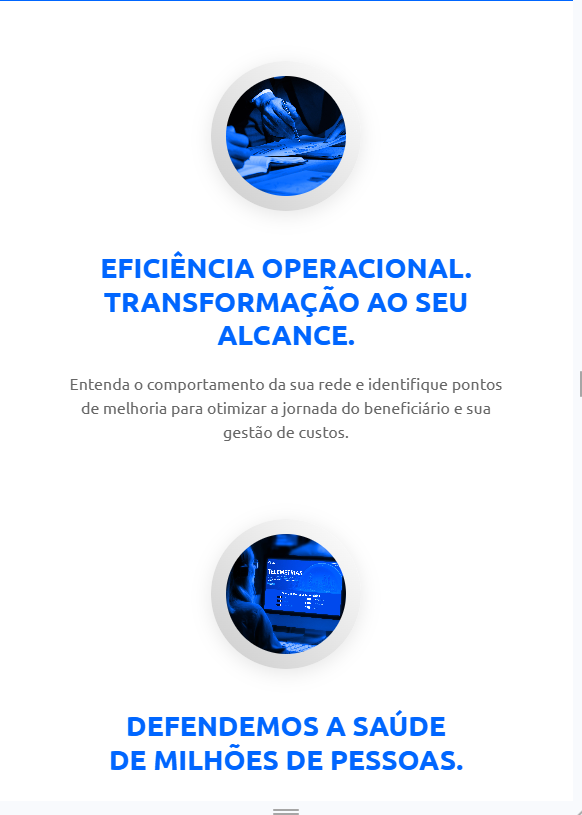 EFICIÊNCIA OPERACIONAL.
TRANSFORMAÇÃO AO SEU
ALCANCE.
Entenda o comportamento da sua rede e identifique pontos
de melhoria para otimizar a jornada do beneficiário e sua
gestão de custos.
TELEMETRIAS
DEFENDEMOS A SAÚDE
DE MILHÕES DE PESSOAS.